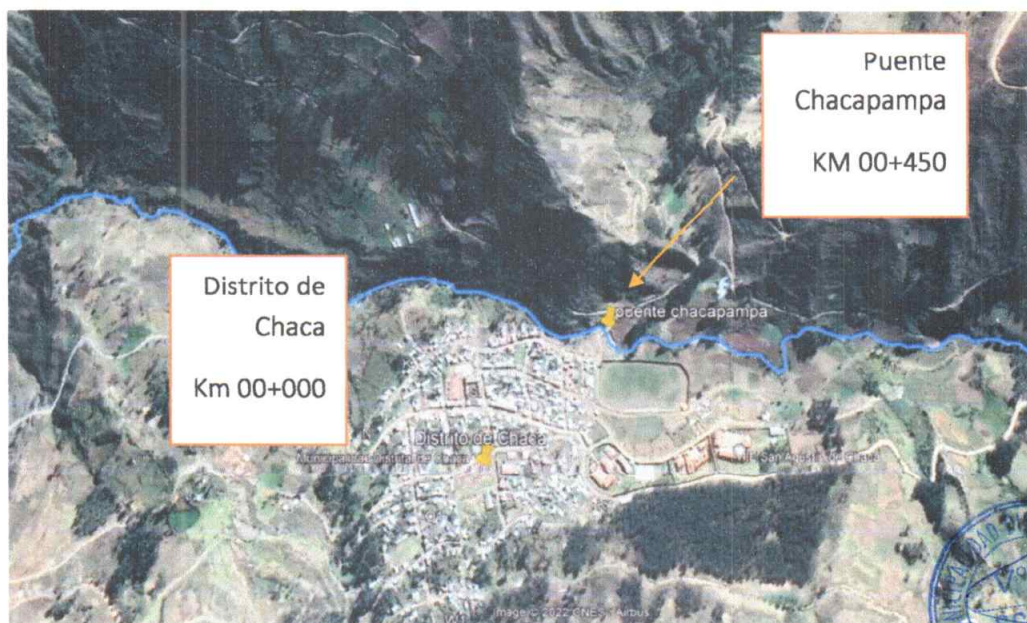 Puente
Chacapampa
KM 00+450
Distrito de
Chaca
Km 00+000
puente chacapampa
Distrito de Chaca
Image © 2022 CNES / Airbus